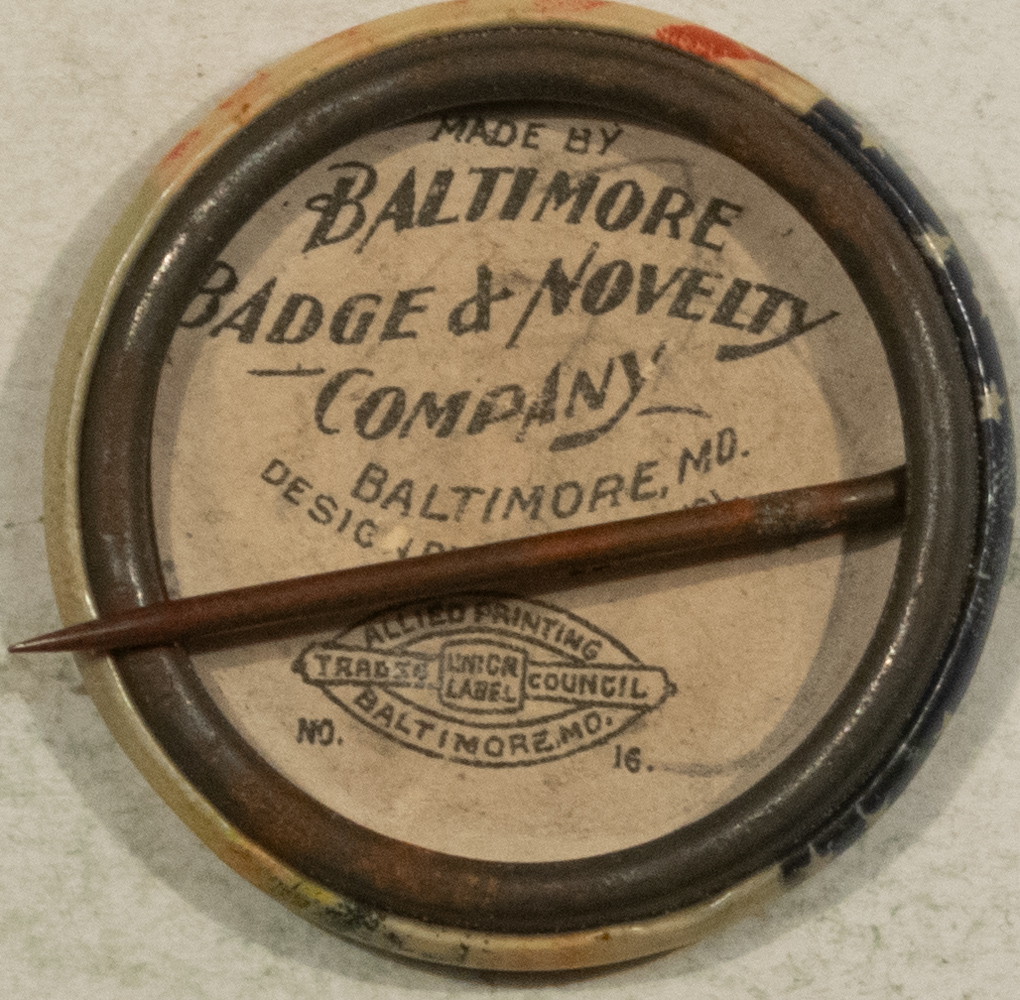 MADE BY
BALTIMORE
BADGE & NOVELTY
COMPANY
BALTIMORE, MD.
ALLIED PRINTING
TRADES UNION LABEL COUNCIL
BALTIMORE, MD.
NO. 16.